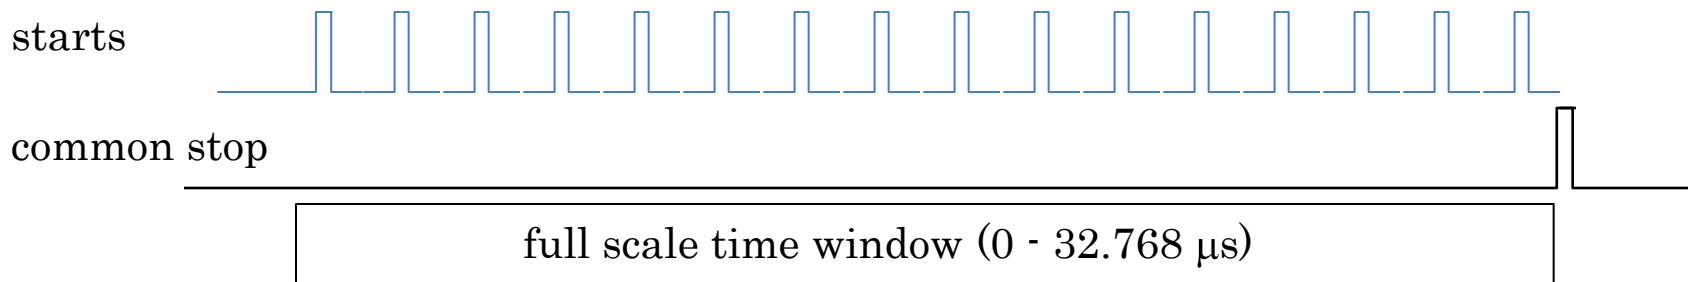 starts
common stop
full scale time window (0 - 32.768 μs)